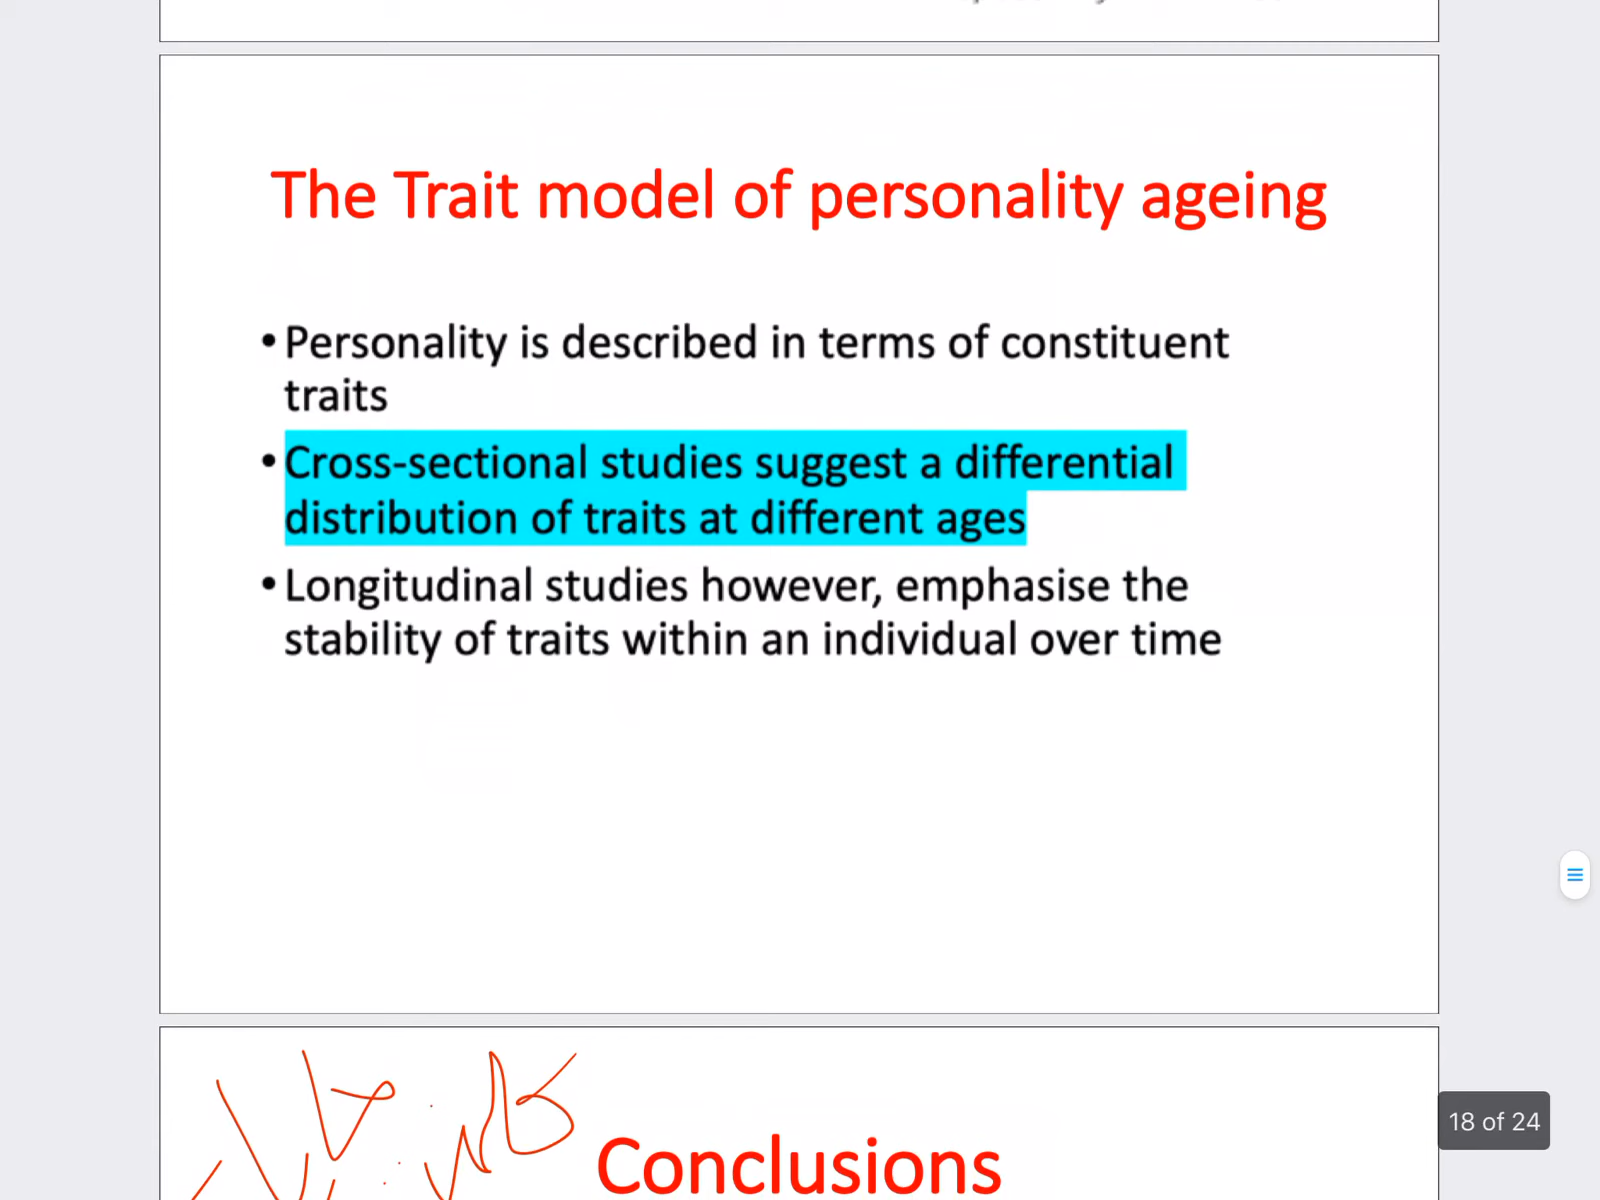 The Trait model of personality ageing
• Personality is described in terms of constituent
traits
• Cross-sectional studies suggest a differential
distribution of traits at different ages
• Longitudinal studies however, emphasise the
stability of traits within an individual over time
18 of 24
Conclusions